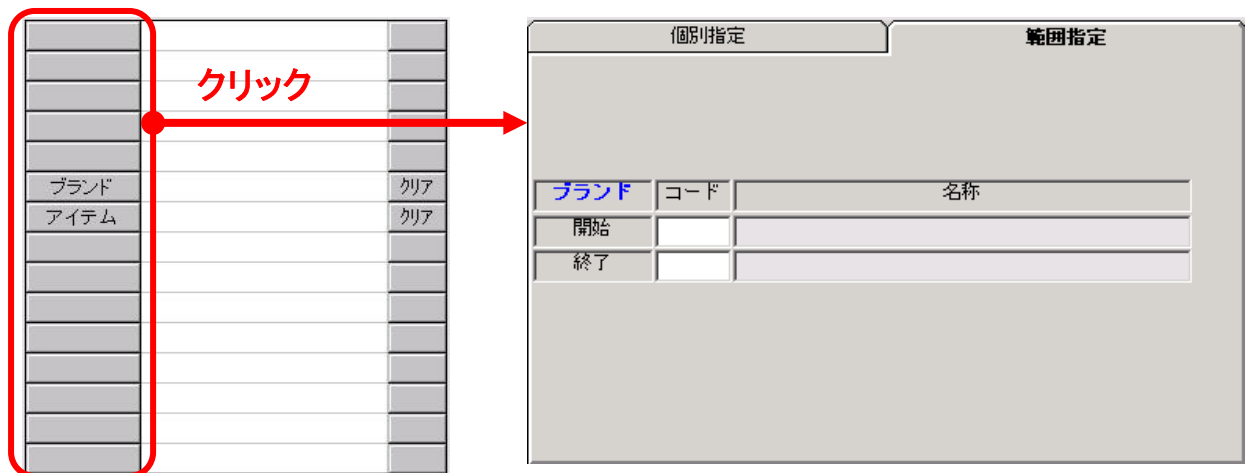 クリック
ブランド クリア
アイテム クリア
個別指定 範囲指定
ブランド コード 名称
開始
終了